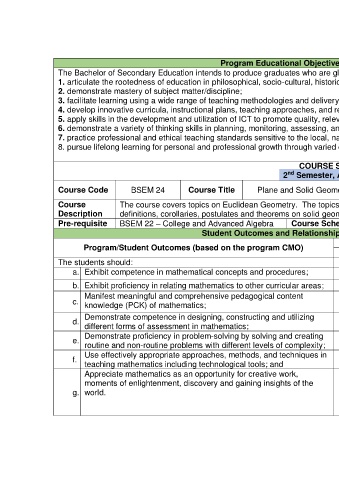 Program Educational Objective
The Bachelor of Secondary Education intends to produce graduates who are gl
1. articulate the rootedness of education in philosophical, socio-cultural, historic
2. demonstrate mastery of subject matter/discipline;
3. facilitate learning using a wide range of teaching methodologies and delivery
4. develop innovative curricula, instructional plans, teaching approaches, and re
5. apply skills in the development and utilization of ICT to promote quality, relev
6. demonstrate a variety of thinking skills in planning, monitoring, assessing, an
7. practice professional and ethical teaching standards sensitive to the local, na
8. pursue lifelong learning for personal and professional growth through varied
COURSE S
2nd Semester, A
Course Code BSEM 24 Course Title Plane and Solid Geome
Course Description The course covers topics on Euclidean Geometry. The topics
definitions, corollaries, postulates and theorems on solid geom
Pre-requisite BSEM 22 – College and Advanced Algebra Course Sche
Student Outcomes and Relationship
Program/Student Outcomes (based on the program CMO)
The students should:
a. Exhibit competence in mathematical concepts and procedures;
b. Exhibit proficiency in relating mathematics to other curricular areas;
c. Manifest meaningful and comprehensive pedagogical content
knowledge (PCK) of mathematics;
d. Demonstrate competence in designing, constructing and utilizing
different forms of assessment in mathematics;
e. Demonstrate proficiency in problem-solving by solving and creating
routine and non-routine problems with different levels of complexity;
f. Use effectively appropriate approaches, methods, and techniques in
teaching mathematics including technological tools; and
g. Appreciate mathematics as an opportunity for creative work,
moments of enlightenment, discovery and gaining insights of the
world.